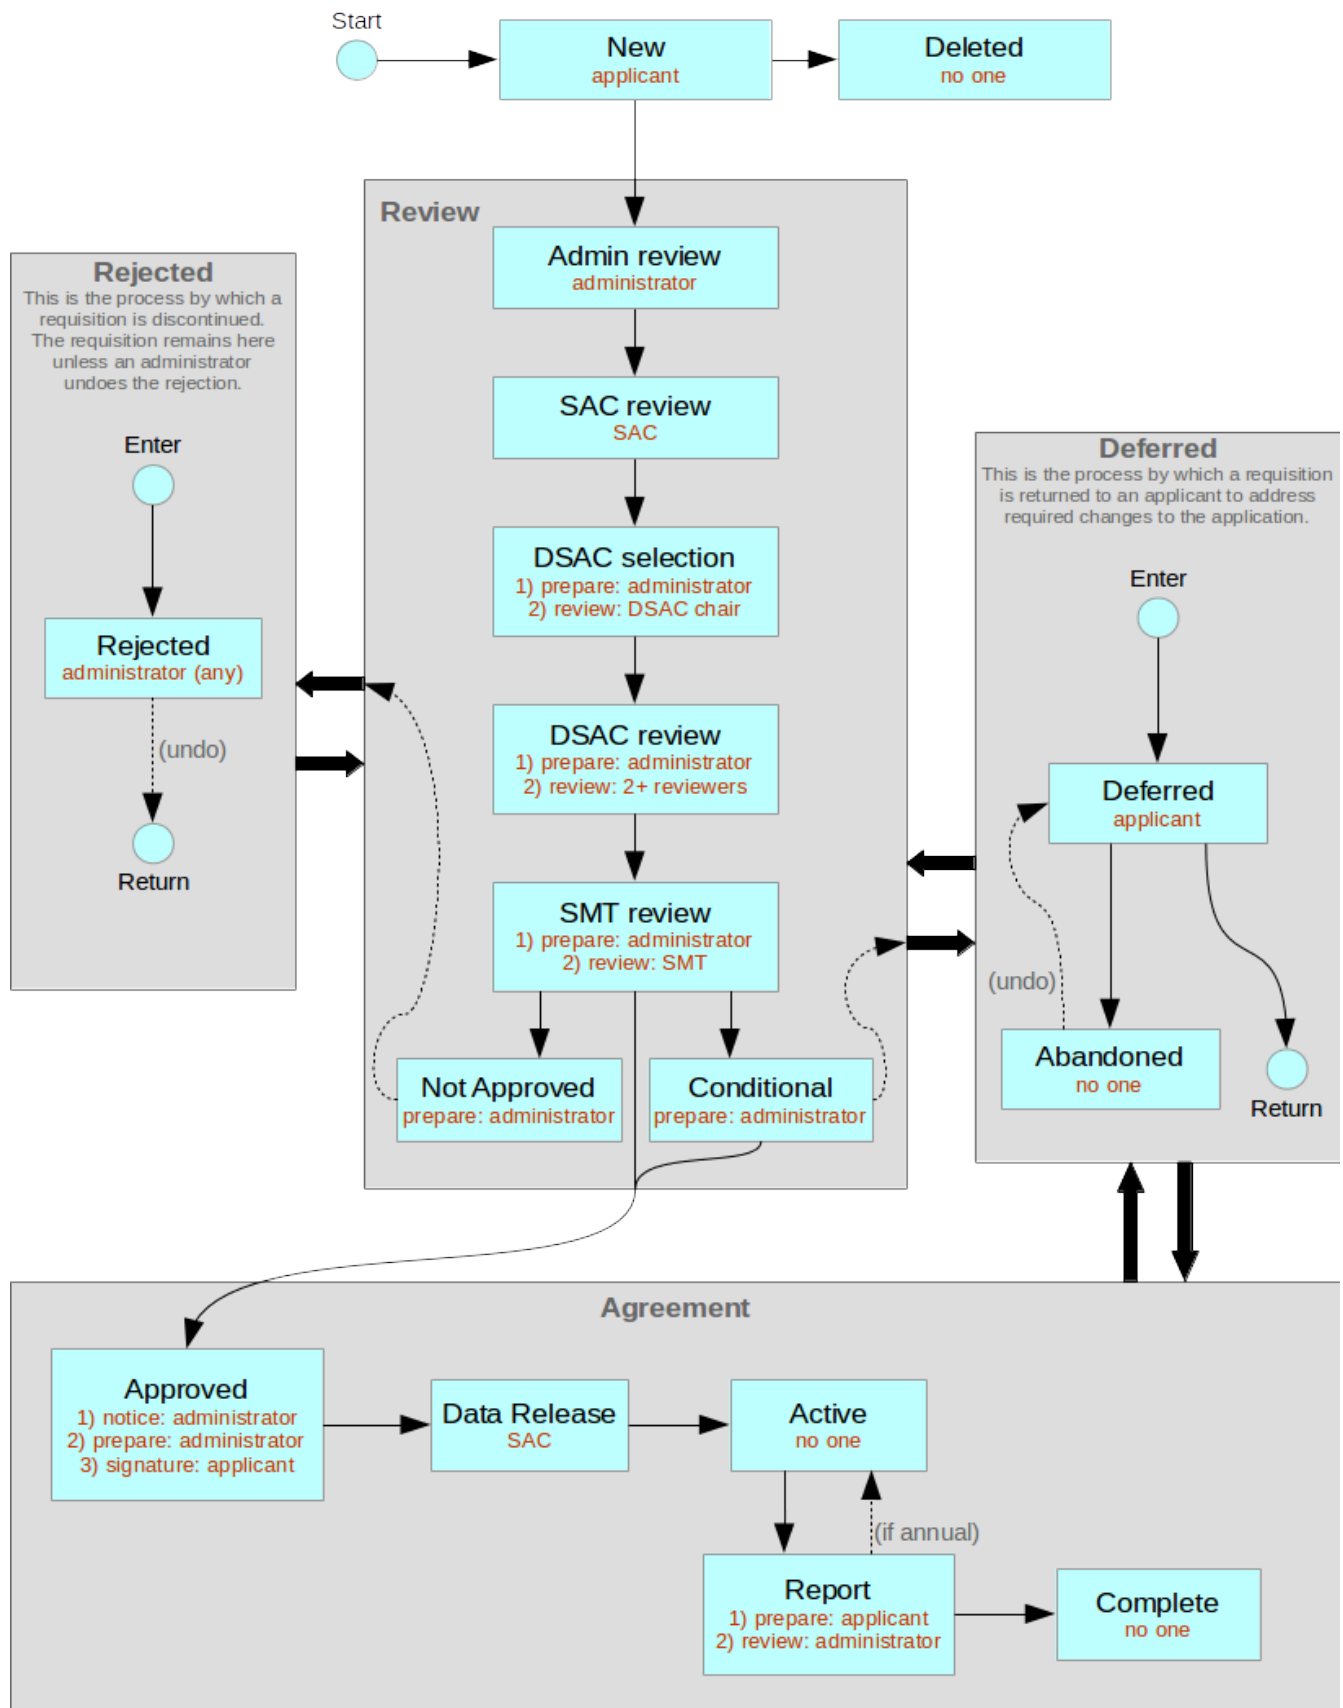 Start
New
applicant
Deleted
no one
Review
Admin review
administrator
SAC review
SAC
DSAC selection
1) prepare: administrator
2) review: DSAC chair
DSAC review
1) prepare: administrator
2) review: 2+ reviewers
SMT review
1) prepare: administrator
2) review: SMT
Not Approved
prepare: administrator
Conditional
prepare: administrator
Rejected
This is the process by which a
requisition is discontinued.
The requisition remains here
unless an administrator
undoes the rejection.
Enter
Rejected
administrator (any)
(undo)
Return
Deferred
This is the process by which a requisition
is returned to an applicant to address
required changes to the application.
Enter
Deferred
applicant
(undo)
Abandoned
no one
Return
Agreement
Approved
1) notice: administrator
2) prepare: administrator
3) signature: applicant
Data Release
SAC
Active
no one
(if annual)
Report
1) prepare: applicant
2) review: administrator
Complete
no one